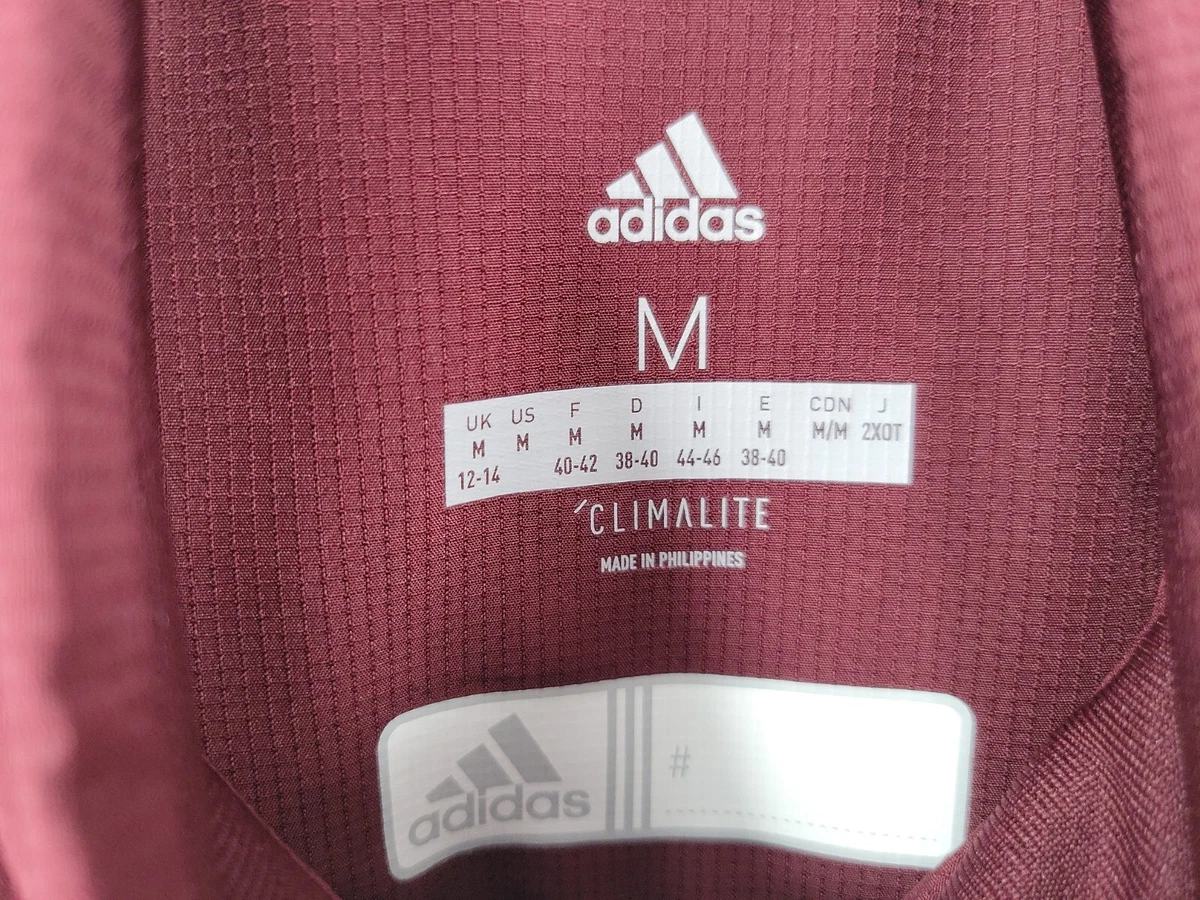 adidas
M
UK US F D I E CDN J
M M M M M M M/M 2XOT
12-14 40-42 38-40 44-46 38-40
CLIMALITE
MADE IN PHILIPPINES
adidas #